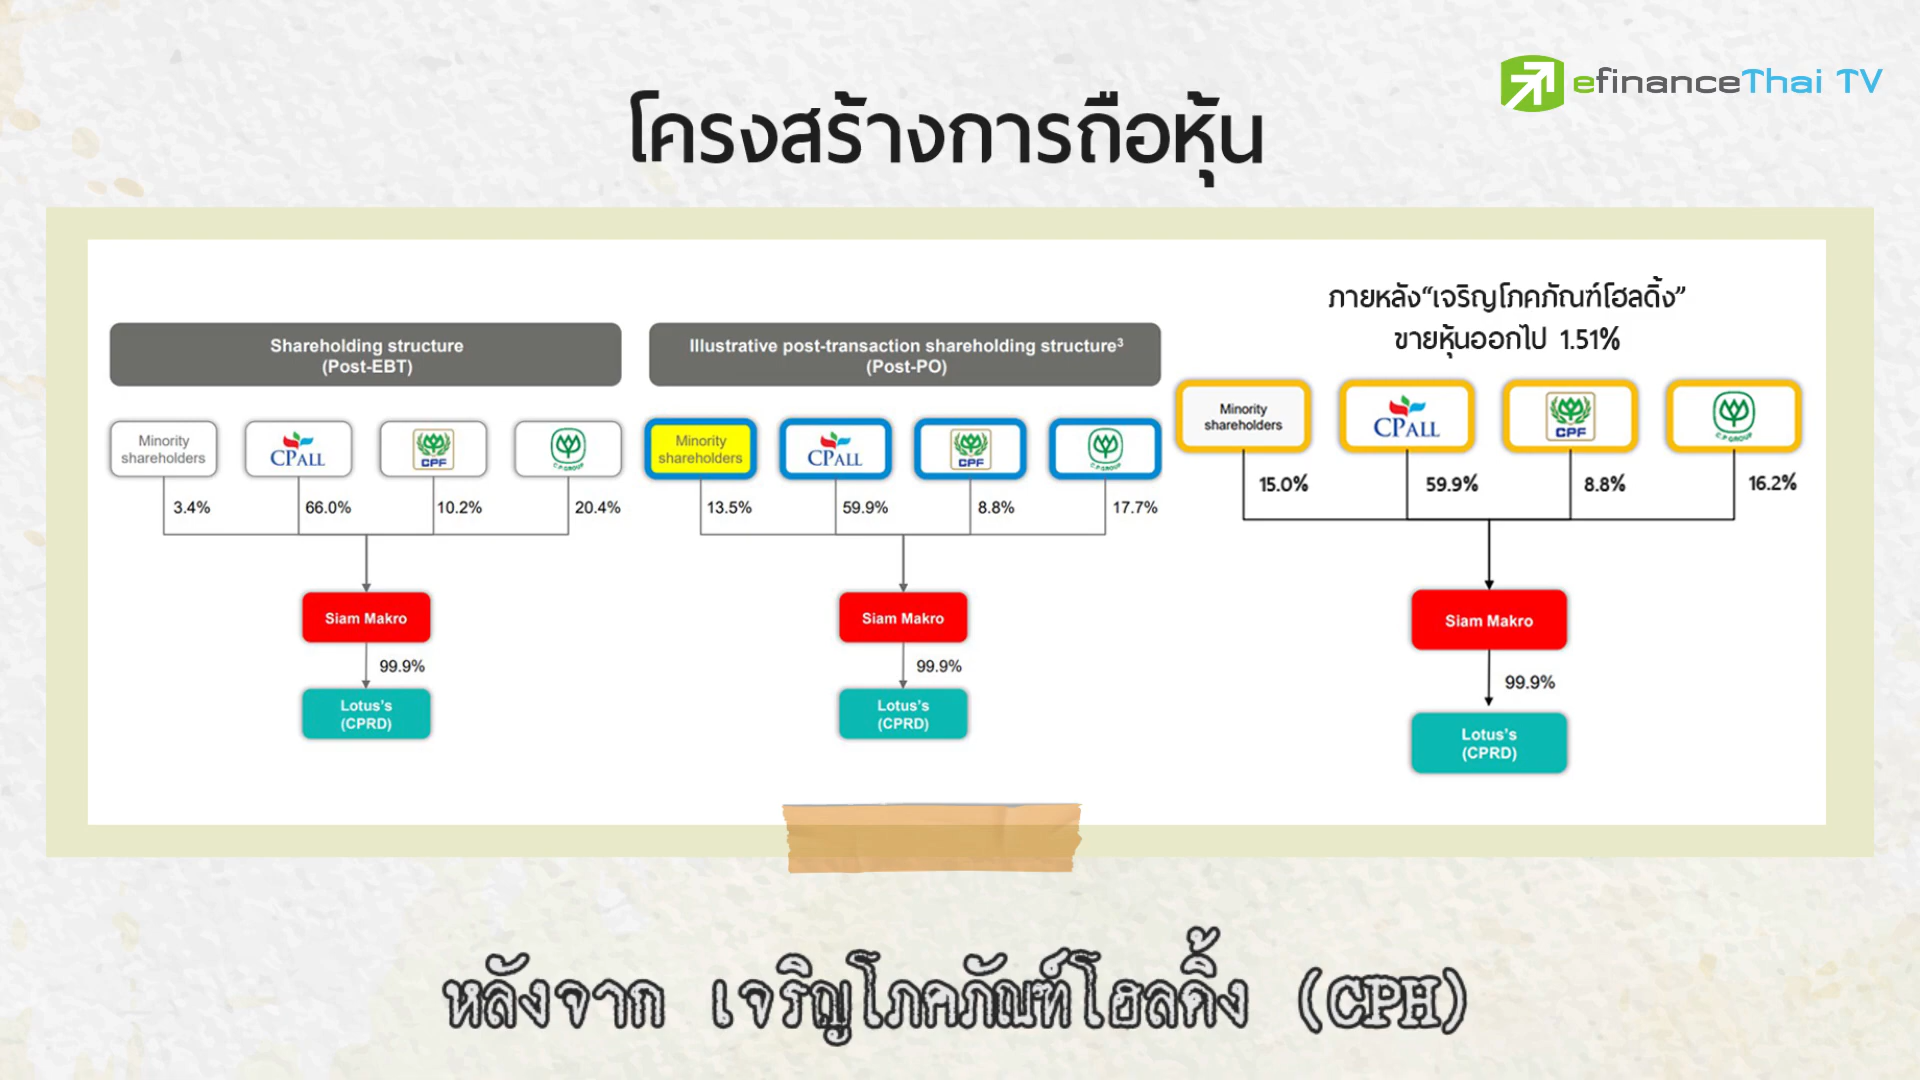 efinanceThai TV
โครงสร้างการถือหุ้น
Shareholding structure
(Post-EBT)
Minority
shareholders
CPALL
CPF
C.P.GROUP
3.4%
66.0%
10.2%
20.4%
Siam Makro
99.9%
Lotus's
(CPRD)
Illustrative post-transaction shareholding structure³
(Post-PO)
Minority
shareholders
CPALL
CPF
C.P.GROUP
13.5%
59.9%
8.8%
17.7%
Siam Makro
99.9%
Lotus's
(CPRD)
ภายหลัง“เจริญโภคภัณฑ์โฮลดิ้ง”
ขายหุ้นออกไป 1.51%
Minority
shareholders
CPALL
CPF
C.P.GROUP
15.0%
59.9%
8.8%
16.2%
Siam Makro
99.9%
Lotus's
(CPRD)
หลังจาก เจริญโภคภัณฑ์โฮลดิ้ง (CPH)